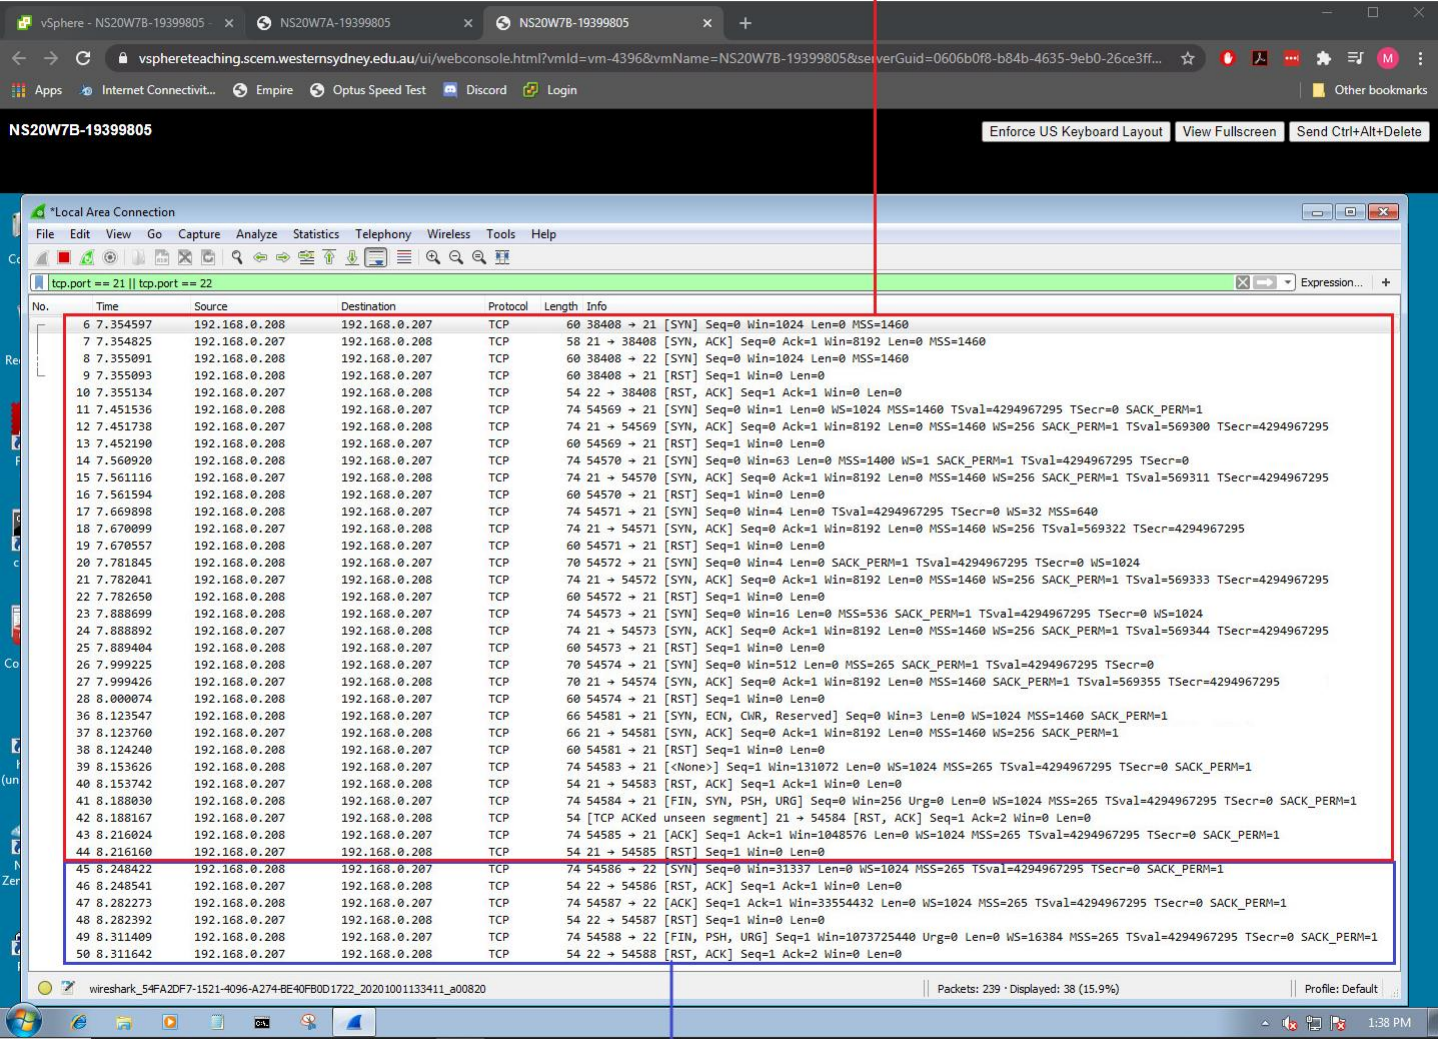 vSphere - NS20W7B-19399805 -
NS20W7A-19399805
NS20W7B-19399805
vsphereteaching.scem.westernsydney.edu.au/ui/webconsole.html?vmId=vm-4396&vmName=NS20W7B-19399805&serverGuid=0606b0f8-b84b-4635-9eb0-26ce3ff...
M
Apps Internet Connectivit... Empire Optus Speed Test Discord Login Other bookmarks
NS20W7B-19399805 Enforce US Keyboard Layout View Fullscreen Send Ctrl+Alt+Delete
*Local Area Connection
File Edit View Go Capture Analyze Statistics Telephony Wireless Tools Help
tcp.port == 21 || tcp.port == 22 Expression... +
No. Time Source Destination Protocol Length Info
6 7.354597 192.168.0.208 192.168.0.207 TCP 60 38408 → 21 [SYN] Seq=0 Win=1024 Len=0 MSS=1460
7 7.354825 192.168.0.207 192.168.0.208 TCP 58 21 → 38408 [SYN, ACK] Seq=0 Ack=1 Win=8192 Len=0 MSS=1460
8 7.355091 192.168.0.208 192.168.0.207 TCP 60 38408 → 22 [SYN] Seq=0 Win=1024 Len=0 MSS=1460
9 7.355093 192.168.0.208 192.168.0.207 TCP 60 38408 → 21 [RST] Seq=1 Win=0 Len=0
10 7.355134 192.168.0.207 192.168.0.208 TCP 54 22 → 38408 [RST, ACK] Seq=1 Ack=1 Win=0 Len=0
11 7.451536 192.168.0.208 192.168.0.207 TCP 74 54569 → 21 [SYN] Seq=0 Win=1 Len=0 WS=1024 MSS=1460 TSval=4294967295 TSecr=0 SACK_PERM=1
12 7.451738 192.168.0.207 192.168.0.208 TCP 74 21 → 54569 [SYN, ACK] Seq=0 Ack=1 Win=8192 Len=0 MSS=1460 WS=256 SACK_PERM=1 TSval=569300 TSecr=4294967295
13 7.452190 192.168.0.208 192.168.0.207 TCP 60 54569 → 21 [RST] Seq=1 Win=0 Len=0
14 7.560920 192.168.0.208 192.168.0.207 TCP 74 54570 → 21 [SYN] Seq=0 Win=63 Len=0 MSS=1400 WS=1 SACK_PERM=1 TSval=4294967295 TSecr=0
15 7.561116 192.168.0.207 192.168.0.208 TCP 74 21 → 54570 [SYN, ACK] Seq=0 Ack=1 Win=8192 Len=0 MSS=1460 WS=256 SACK_PERM=1 TSval=569311 TSecr=4294967295
16 7.561594 192.168.0.208 192.168.0.207 TCP 60 54570 → 21 [RST] Seq=1 Win=0 Len=0
17 7.669898 192.168.0.208 192.168.0.207 TCP 74 54571 → 21 [SYN] Seq=0 Win=4 Len=0 TSval=4294967295 TSecr=0 WS=32 MSS=640
18 7.670099 192.168.0.207 192.168.0.208 TCP 74 21 → 54571 [SYN, ACK] Seq=0 Ack=1 Win=8192 Len=0 MSS=1460 WS=256 TSval=569322 TSecr=4294967295
19 7.670557 192.168.0.208 192.168.0.207 TCP 60 54571 → 21 [RST] Seq=1 Win=0 Len=0
20 7.781845 192.168.0.208 192.168.0.207 TCP 70 54572 → 21 [SYN] Seq=0 Win=4 Len=0 SACK_PERM=1 TSval=4294967295 TSecr=0 WS=1024
21 7.782041 192.168.0.207 192.168.0.208 TCP 74 21 → 54572 [SYN, ACK] Seq=0 Ack=1 Win=8192 Len=0 MSS=1460 WS=256 SACK_PERM=1 TSval=569333 TSecr=4294967295
22 7.782650 192.168.0.208 192.168.0.207 TCP 60 54572 → 21 [RST] Seq=1 Win=0 Len=0
23 7.888699 192.168.0.208 192.168.0.207 TCP 74 54573 → 21 [SYN] Seq=0 Win=16 Len=0 MSS=536 SACK_PERM=1 TSval=4294967295 TSecr=0 WS=1024
24 7.888892 192.168.0.207 192.168.0.208 TCP 74 21 → 54573 [SYN, ACK] Seq=0 Ack=1 Win=8192 Len=0 MSS=1460 WS=256 SACK_PERM=1 TSval=569344 TSecr=4294967295
25 7.889404 192.168.0.208 192.168.0.207 TCP 60 54573 → 21 [RST] Seq=1 Win=0 Len=0
26 7.999225 192.168.0.208 192.168.0.207 TCP 70 54574 → 21 [SYN] Seq=0 Win=512 Len=0 MSS=265 SACK_PERM=1 TSval=4294967295 TSecr=0
27 7.999426 192.168.0.207 192.168.0.208 TCP 70 21 → 54574 [SYN, ACK] Seq=0 Ack=1 Win=8192 Len=0 MSS=1460 SACK_PERM=1 TSval=569355 TSecr=4294967295
28 8.000074 192.168.0.208 192.168.0.207 TCP 60 54574 → 21 [RST] Seq=1 Win=0 Len=0
36 8.123547 192.168.0.208 192.168.0.207 TCP 66 54581 → 21 [SYN, ECN, CWR, Reserved] Seq=0 Win=3 Len=0 WS=1024 MSS=1460 SACK_PERM=1
37 8.123760 192.168.0.207 192.168.0.208 TCP 66 21 → 54581 [SYN, ACK] Seq=0 Ack=1 Win=8192 Len=0 MSS=1460 WS=256 SACK_PERM=1
38 8.124240 192.168.0.208 192.168.0.207 TCP 60 54581 → 21 [RST] Seq=1 Win=0 Len=0
39 8.153626 192.168.0.208 192.168.0.207 TCP 74 54583 → 21 [<None>] Seq=1 Win=131072 Len=0 WS=1024 MSS=265 TSval=4294967295 TSecr=0 SACK_PERM=1
40 8.153742 192.168.0.207 192.168.0.208 TCP 54 21 → 54583 [RST, ACK] Seq=1 Ack=1 Win=0 Len=0
41 8.188030 192.168.0.208 192.168.0.207 TCP 74 54584 → 21 [FIN, SYN, PSH, URG] Seq=0 Win=256 Urg=0 Len=0 WS=1024 MSS=265 TSval=4294967295 TSecr=0 SACK_PERM=1
42 8.188167 192.168.0.207 192.168.0.208 TCP 54 [TCP ACKed unseen segment] 21 → 54584 [RST, ACK] Seq=1 Ack=2 Win=0 Len=0
43 8.216024 192.168.0.208 192.168.0.207 TCP 74 54585 → 21 [ACK] Seq=1 Ack=1 Win=1048576 Len=0 WS=1024 MSS=265 TSval=4294967295 TSecr=0 SACK_PERM=1
44 8.216160 192.168.0.207 192.168.0.208 TCP 54 21 → 54585 [RST] Seq=1 Win=0 Len=0
45 8.248422 192.168.0.208 192.168.0.207 TCP 74 54586 → 22 [SYN] Seq=0 Win=31337 Len=0 WS=1024 MSS=265 TSval=4294967295 TSecr=0 SACK_PERM=1
46 8.248541 192.168.0.207 192.168.0.208 TCP 54 22 → 54586 [RST, ACK] Seq=1 Ack=1 Win=0 Len=0
47 8.282273 192.168.0.208 192.168.0.207 TCP 74 54587 → 22 [ACK] Seq=1 Ack=1 Win=33554432 Len=0 WS=1024 MSS=265 TSval=4294967295 TSecr=0 SACK_PERM=1
48 8.282392 192.168.0.207 192.168.0.208 TCP 54 22 → 54587 [RST] Seq=1 Win=0 Len=0
49 8.311409 192.168.0.208 192.168.0.207 TCP 74 54588 → 22 [FIN, PSH, URG] Seq=1 Win=1073725440 Urg=0 Len=0 WS=16384 MSS=265 TSval=4294967295 TSecr=0 SACK_PERM=1
50 8.311642 192.168.0.207 192.168.0.208 TCP 54 22 → 54588 [RST, ACK] Seq=1 Ack=2 Win=0 Len=0
wireshark_54FA2DF7-1521-4096-A274-BE40FB0D1722_20201001133411_a00820 Packets: 239 · Displayed: 38 (15.9%) Profile: Default
1:38 PM